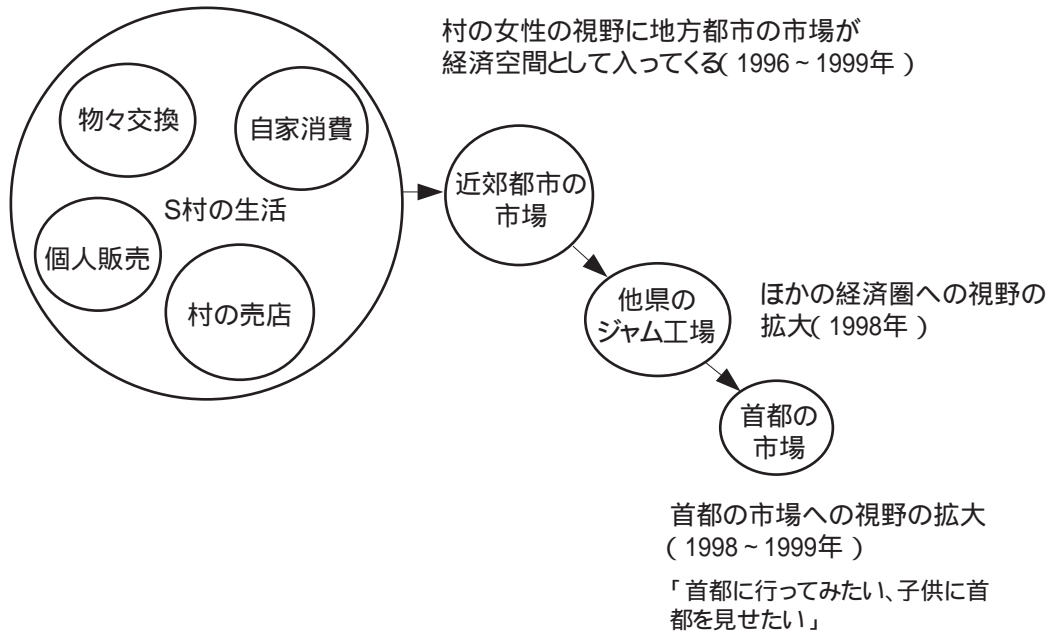 村の女性の視野に地方都市の市場が
経済空間として入ってくる(1996~1999年)
物々交換
自家消費
S村の生活
個人販売
村の売店
近郊都市の
市場
他県の
ジャム工場
ほかの経済圏への視野の
拡大(1998年)
首都の
市場
首都の市場への視野の拡大
(1998~1999年)
「首都に行ってみたい、子供に首
都を見せたい」